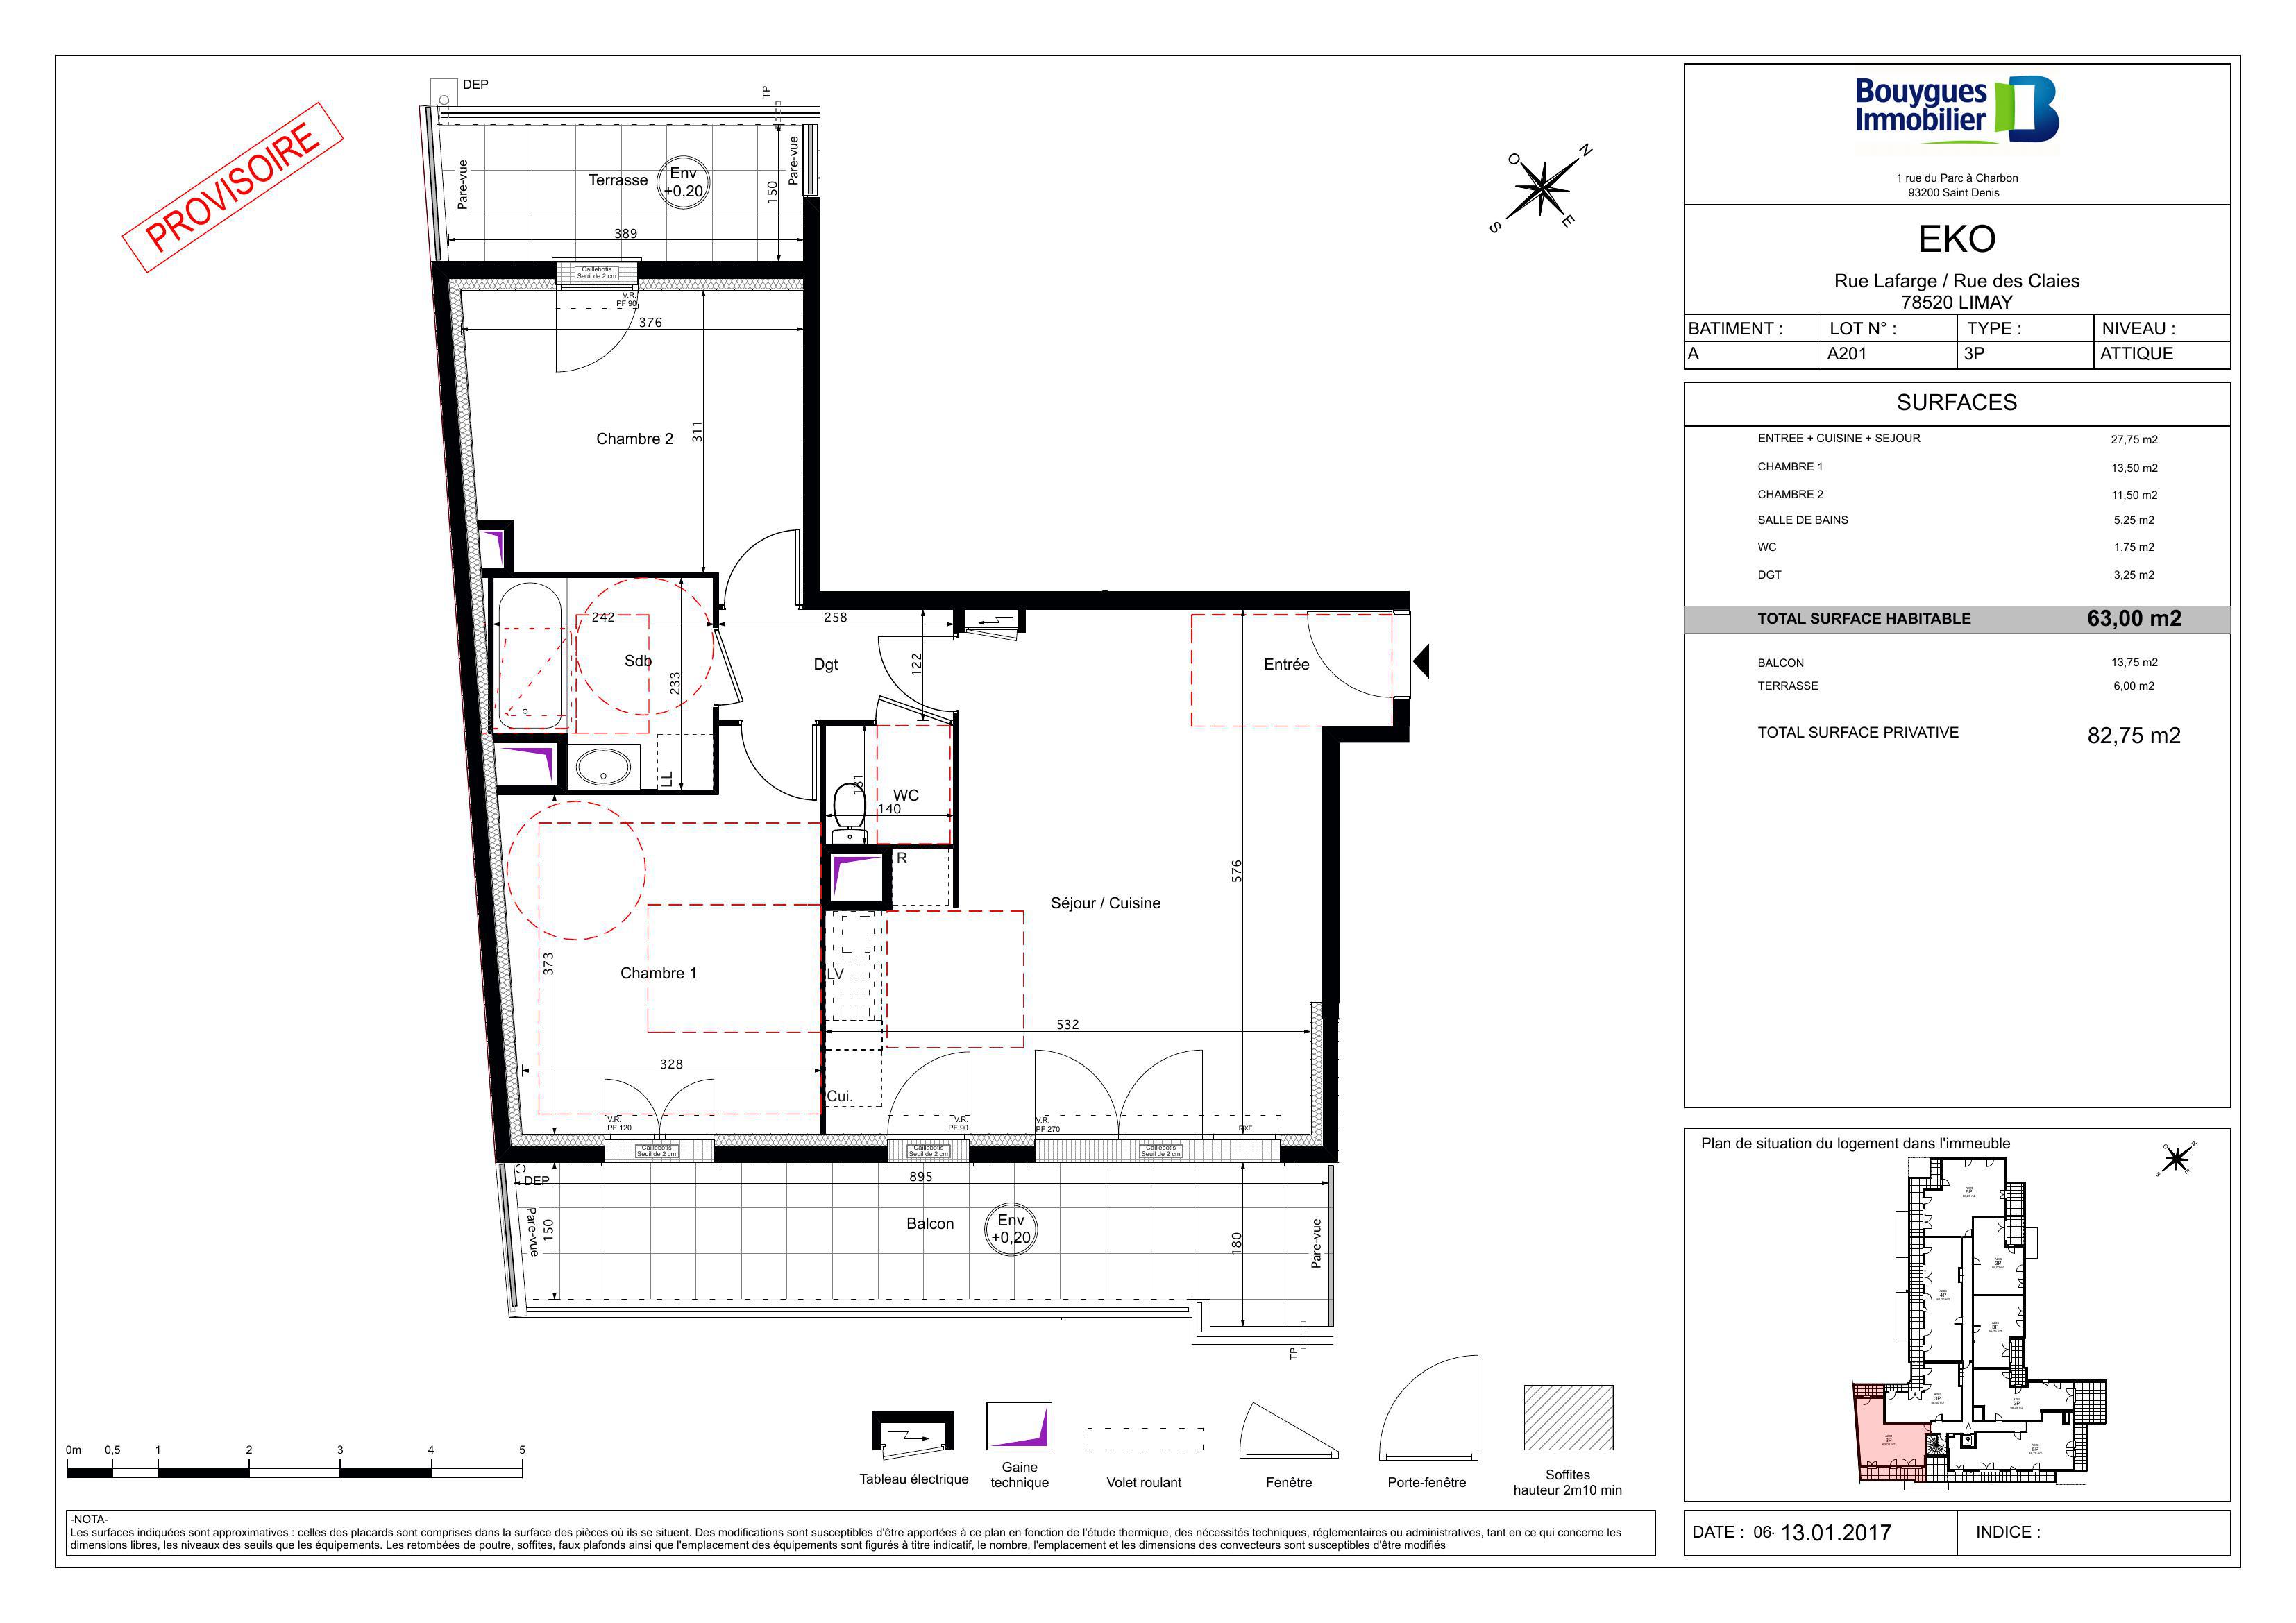 PROVISOIRE
DEP
TP
Pare-vue
Terrasse
Env
+0,20
150
Pare-vue
389
Caillebotis
Seuil de 2 cm
V.R.
PF 90
376
Chambre 2
311
242
258
Sdb
233
Dgt
122
Entrée
LL
131
WC
140
R
576
Séjour / Cuisine
373
Chambre 1
LV
532
328
Cui.
V.R.
PF 120
V.R.
PF 90
V.R.
PF 270
FIXE
Caillebotis
Seuil de 2 cm
Caillebotis
Seuil de 2 cm
Caillebotis
Seuil de 2 cm
DEP
895
Pare-vue
150
Balcon
Env
+0,20
180
Pare-vue
TP
N
O
S
E
0m 0,5 1 2 3 4 5
Tableau électrique
Gaine
technique
Volet roulant
Fenêtre
Porte-fenêtre
Soffites
hauteur 2m10 min
-NOTA-
Les surfaces indiquées sont approximatives : celles des placards sont comprises dans la surface des pièces où ils se situent. Des modifications sont susceptibles d'être apportées à ce plan en fonction de l'étude thermique, des nécessités techniques, réglementaires ou administratives, tant en ce qui concerne les
dimensions libres, les niveaux des seuils que les équipements. Les retombées de poutre, soffites, faux plafonds ainsi que l'emplacement des équipements sont figurés à titre indicatif, le nombre, l'emplacement et les dimensions des convecteurs sont susceptibles d'être modifiés
Bouygues
Immobilier
1 rue du Parc à Charbon
93200 Saint Denis
EKO
Rue Lafarge / Rue des Claies
78520 LIMAY
BATIMENT : LOT N° : TYPE : NIVEAU :
A A201 3P ATTIQUE
SURFACES
ENTREE + CUISINE + SEJOUR 27,75 m2
CHAMBRE 1 13,50 m2
CHAMBRE 2 11,50 m2
SALLE DE BAINS 5,25 m2
WC 1,75 m2
DGT 3,25 m2
TOTAL SURFACE HABITABLE 63,00 m2
BALCON 13,75 m2
TERRASSE 6,00 m2
TOTAL SURFACE PRIVATIVE 82,75 m2
Plan de situation du logement dans l'immeuble
N
O
S
E
5P
3P
4P
3P
3P
3P
A
3P
5P
DATE : 06- 13.01.2017 INDICE :